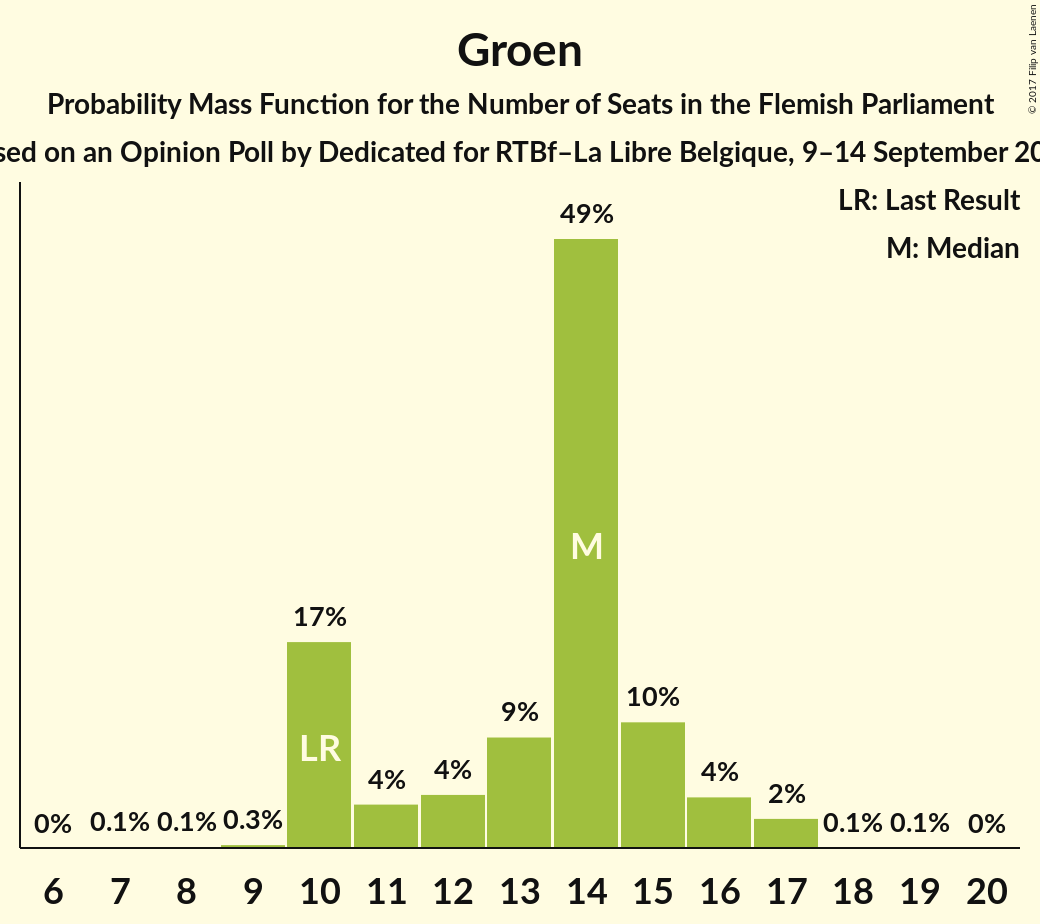 Groen
Probability Mass Function for the Number of Seats in the Flemish Parliament
on an Opinion Poll by Dedicated for RTBf–La Libre Belgique, 9–14 September
© 2017 Filip van Laenen
LR: Last Result
M: Median
49%
M
17%
LR
10%
9%
4%
4%
4%
2%
0%
0.1%
0.1%
0.3%
0.1%
0.1%
0%
6 7 8 9 10 11 12 13 14 15 16 17 18 19 20